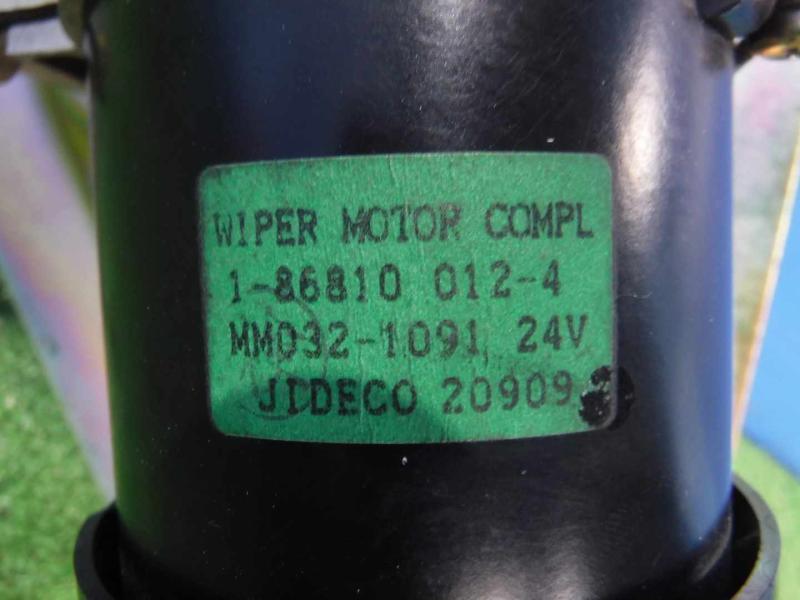 WIPER MOTOR COMPL
1-86810 012-4
MM032-1091 24V
JIDECO 20909